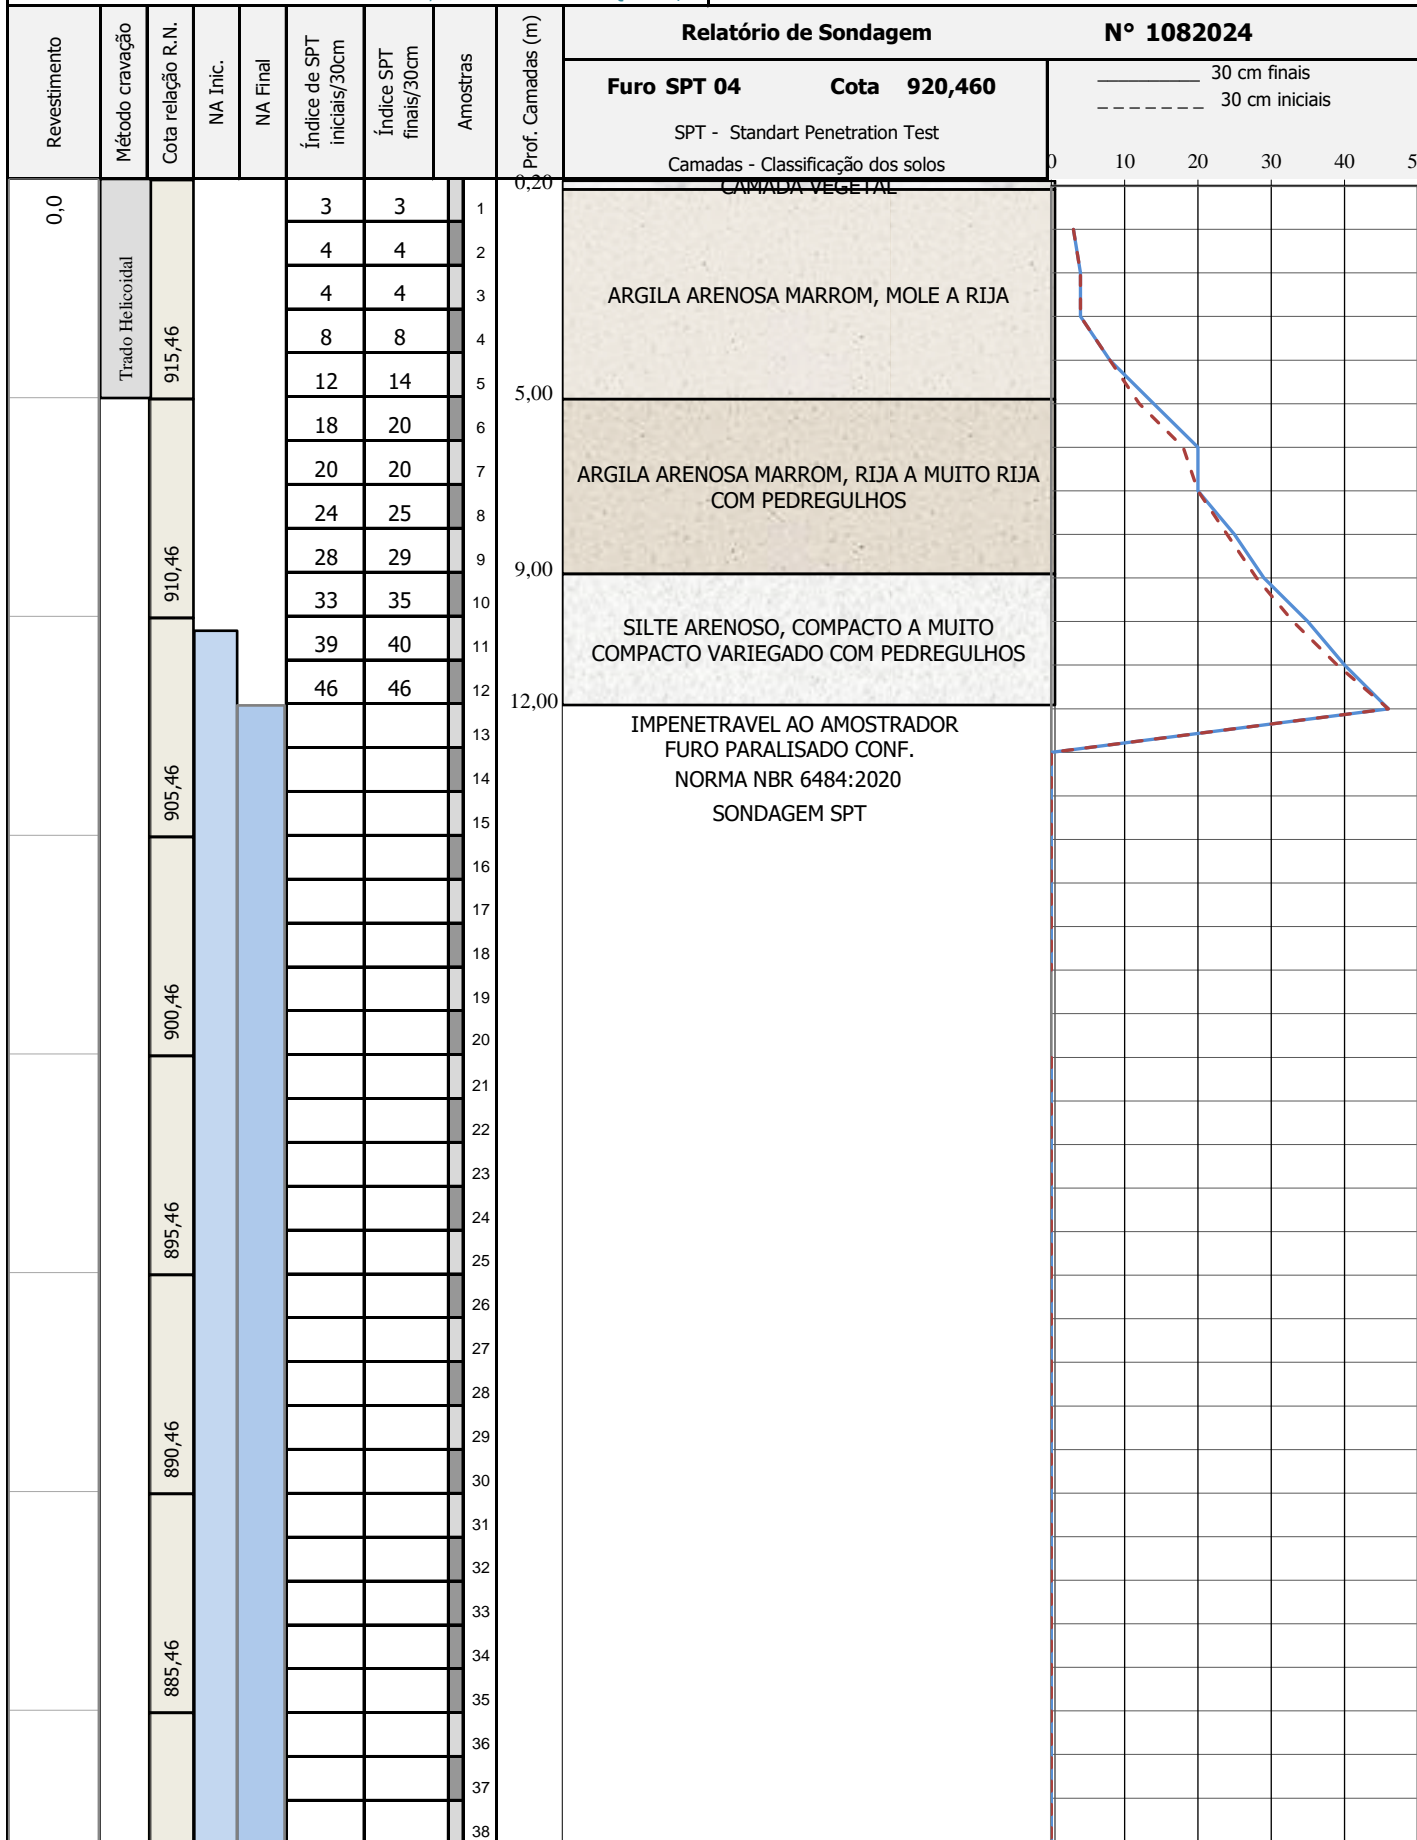 Revestimento
Método cravação
Cota relação R.N.
NA Inic.
NA Final
Índice de SPT
iniciais/30cm
Índice SPT
finais/30cm
Amostras
Prof. Camadas (m)
Relatório de Sondagem
N° 1082024
Furo SPT 04 Cota 920,460
SPT - Standart Penetration Test
Camadas - Classificação dos solos
30 cm finais
30 cm iniciais
0 10 20 30 40 5
0,0
Trado Helicoidal
915,46
910,46
905,46
900,46
895,46
890,46
885,46
3 3 1
4 4 2
4 4 3
8 8 4
12 14 5
18 20 6
20 20 7
24 25 8
28 29 9
33 35 10
39 40 11
46 46 12
13
14
15
16
17
18
19
20
21
22
23
24
25
26
27
28
29
30
31
32
33
34
35
36
37
38
0,20
CAMADA VEGETAL
ARGILA ARENOSA MARROM, MOLE A RIJA
5,00
ARGILA ARENOSA MARROM, RIJA A MUITO RIJA
COM PEDREGULHOS
9,00
SILTE ARENOSO, COMPACTO A MUITO
COMPACTO VARIEGADO COM PEDREGULHOS
12,00
IMPENETRAVEL AO AMOSTRADOR
FURO PARALISADO CONF.
NORMA NBR 6484:2020
SONDAGEM SPT